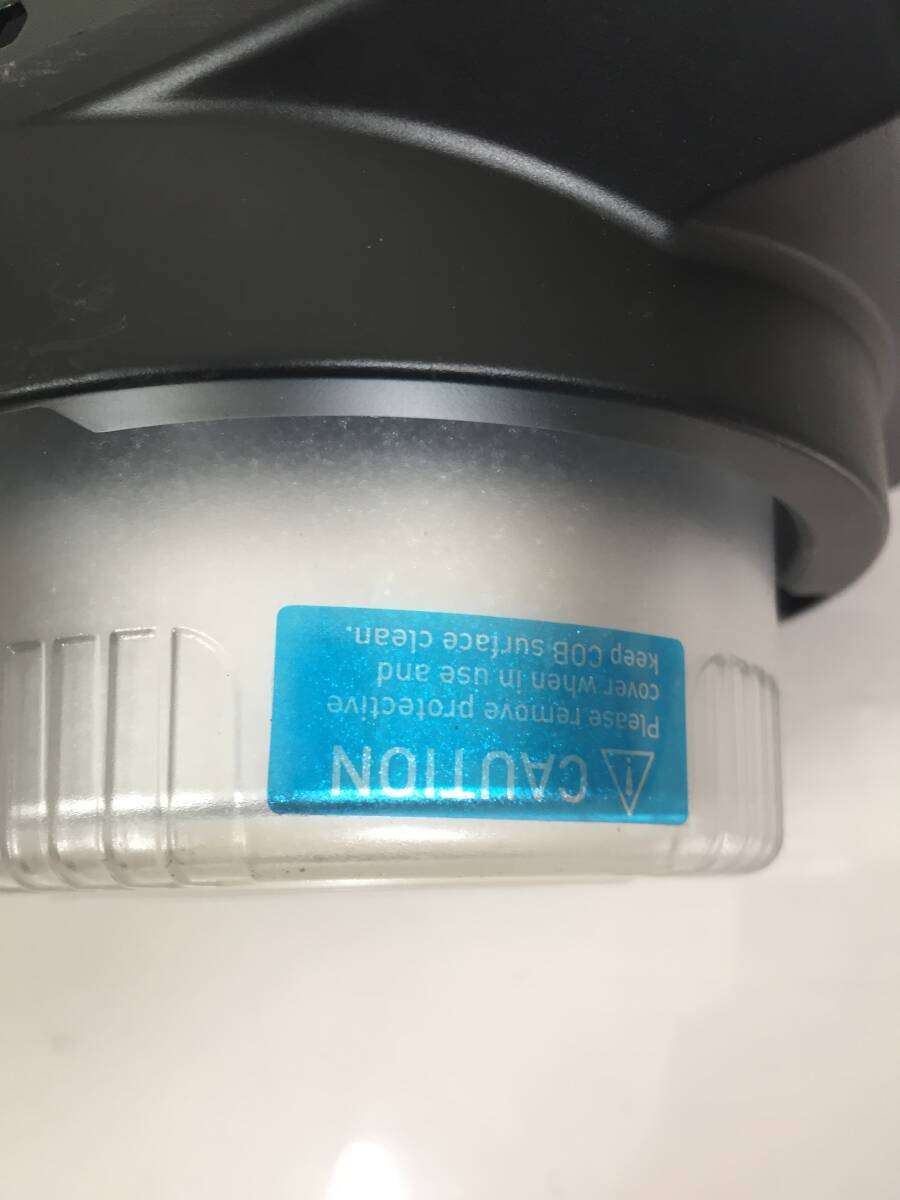 CAUTION
Please remove protective
cover when in use and
keep COB surface clean.